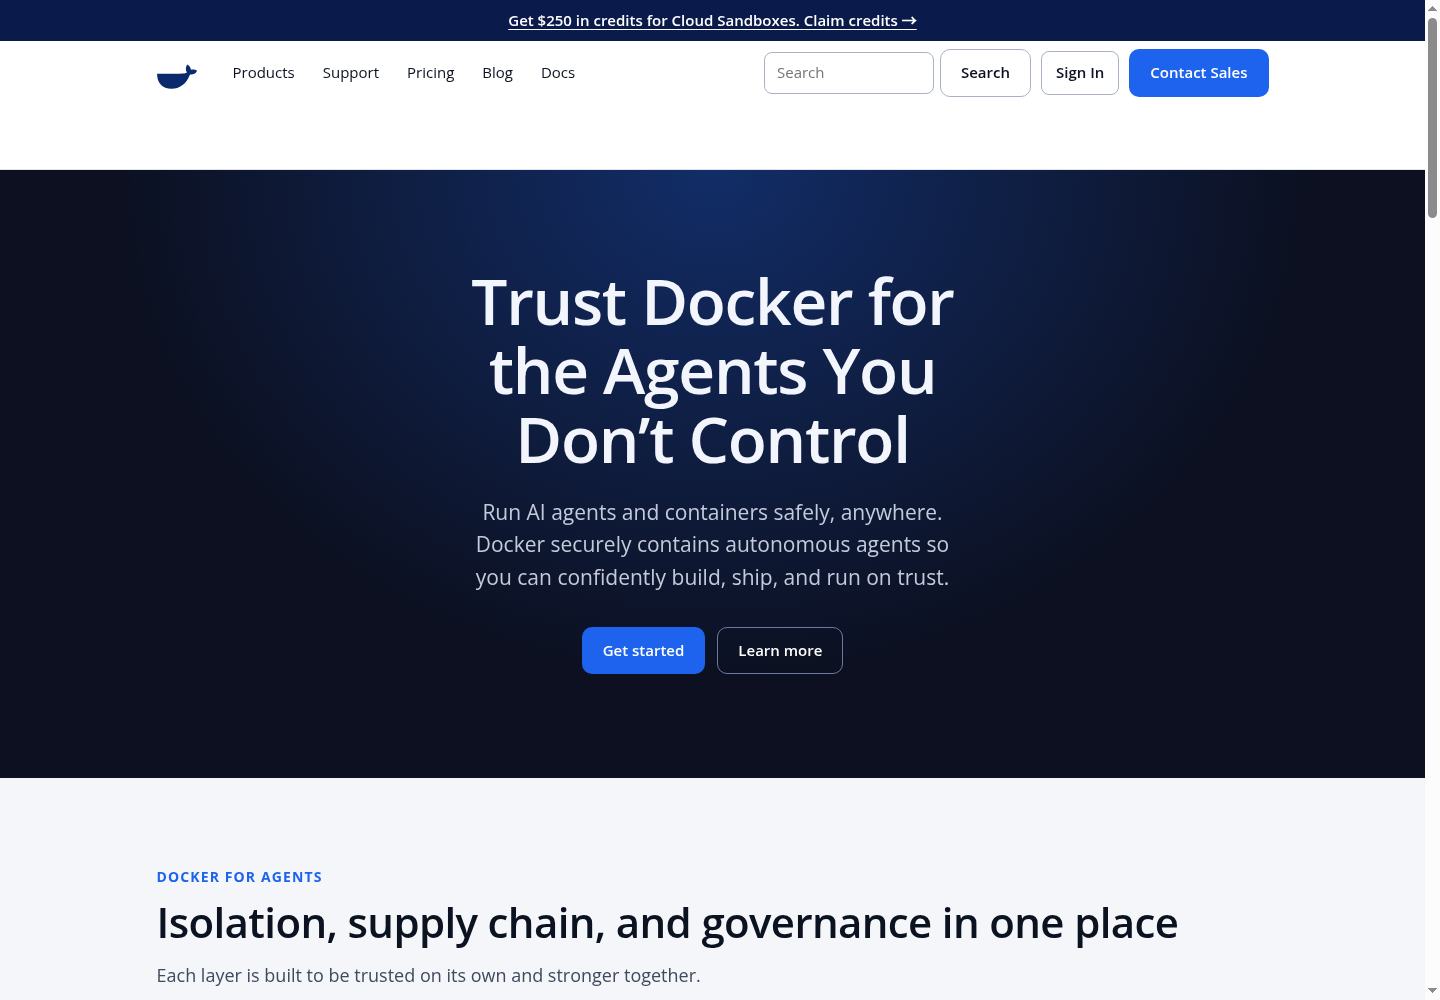 Get $250 in credits for Cloud Sandboxes. Claim credits →
Products Support Pricing Blog Docs Search Search Sign In Contact Sales
Trust Docker for
the Agents You
Don’t Control
Run AI agents and containers safely, anywhere.
Docker securely contains autonomous agents so
you can confidently build, ship, and run on trust.
Get started Learn more
DOCKER FOR AGENTS
Isolation, supply chain, and governance in one place
Each layer is built to be trusted on its own and stronger together.